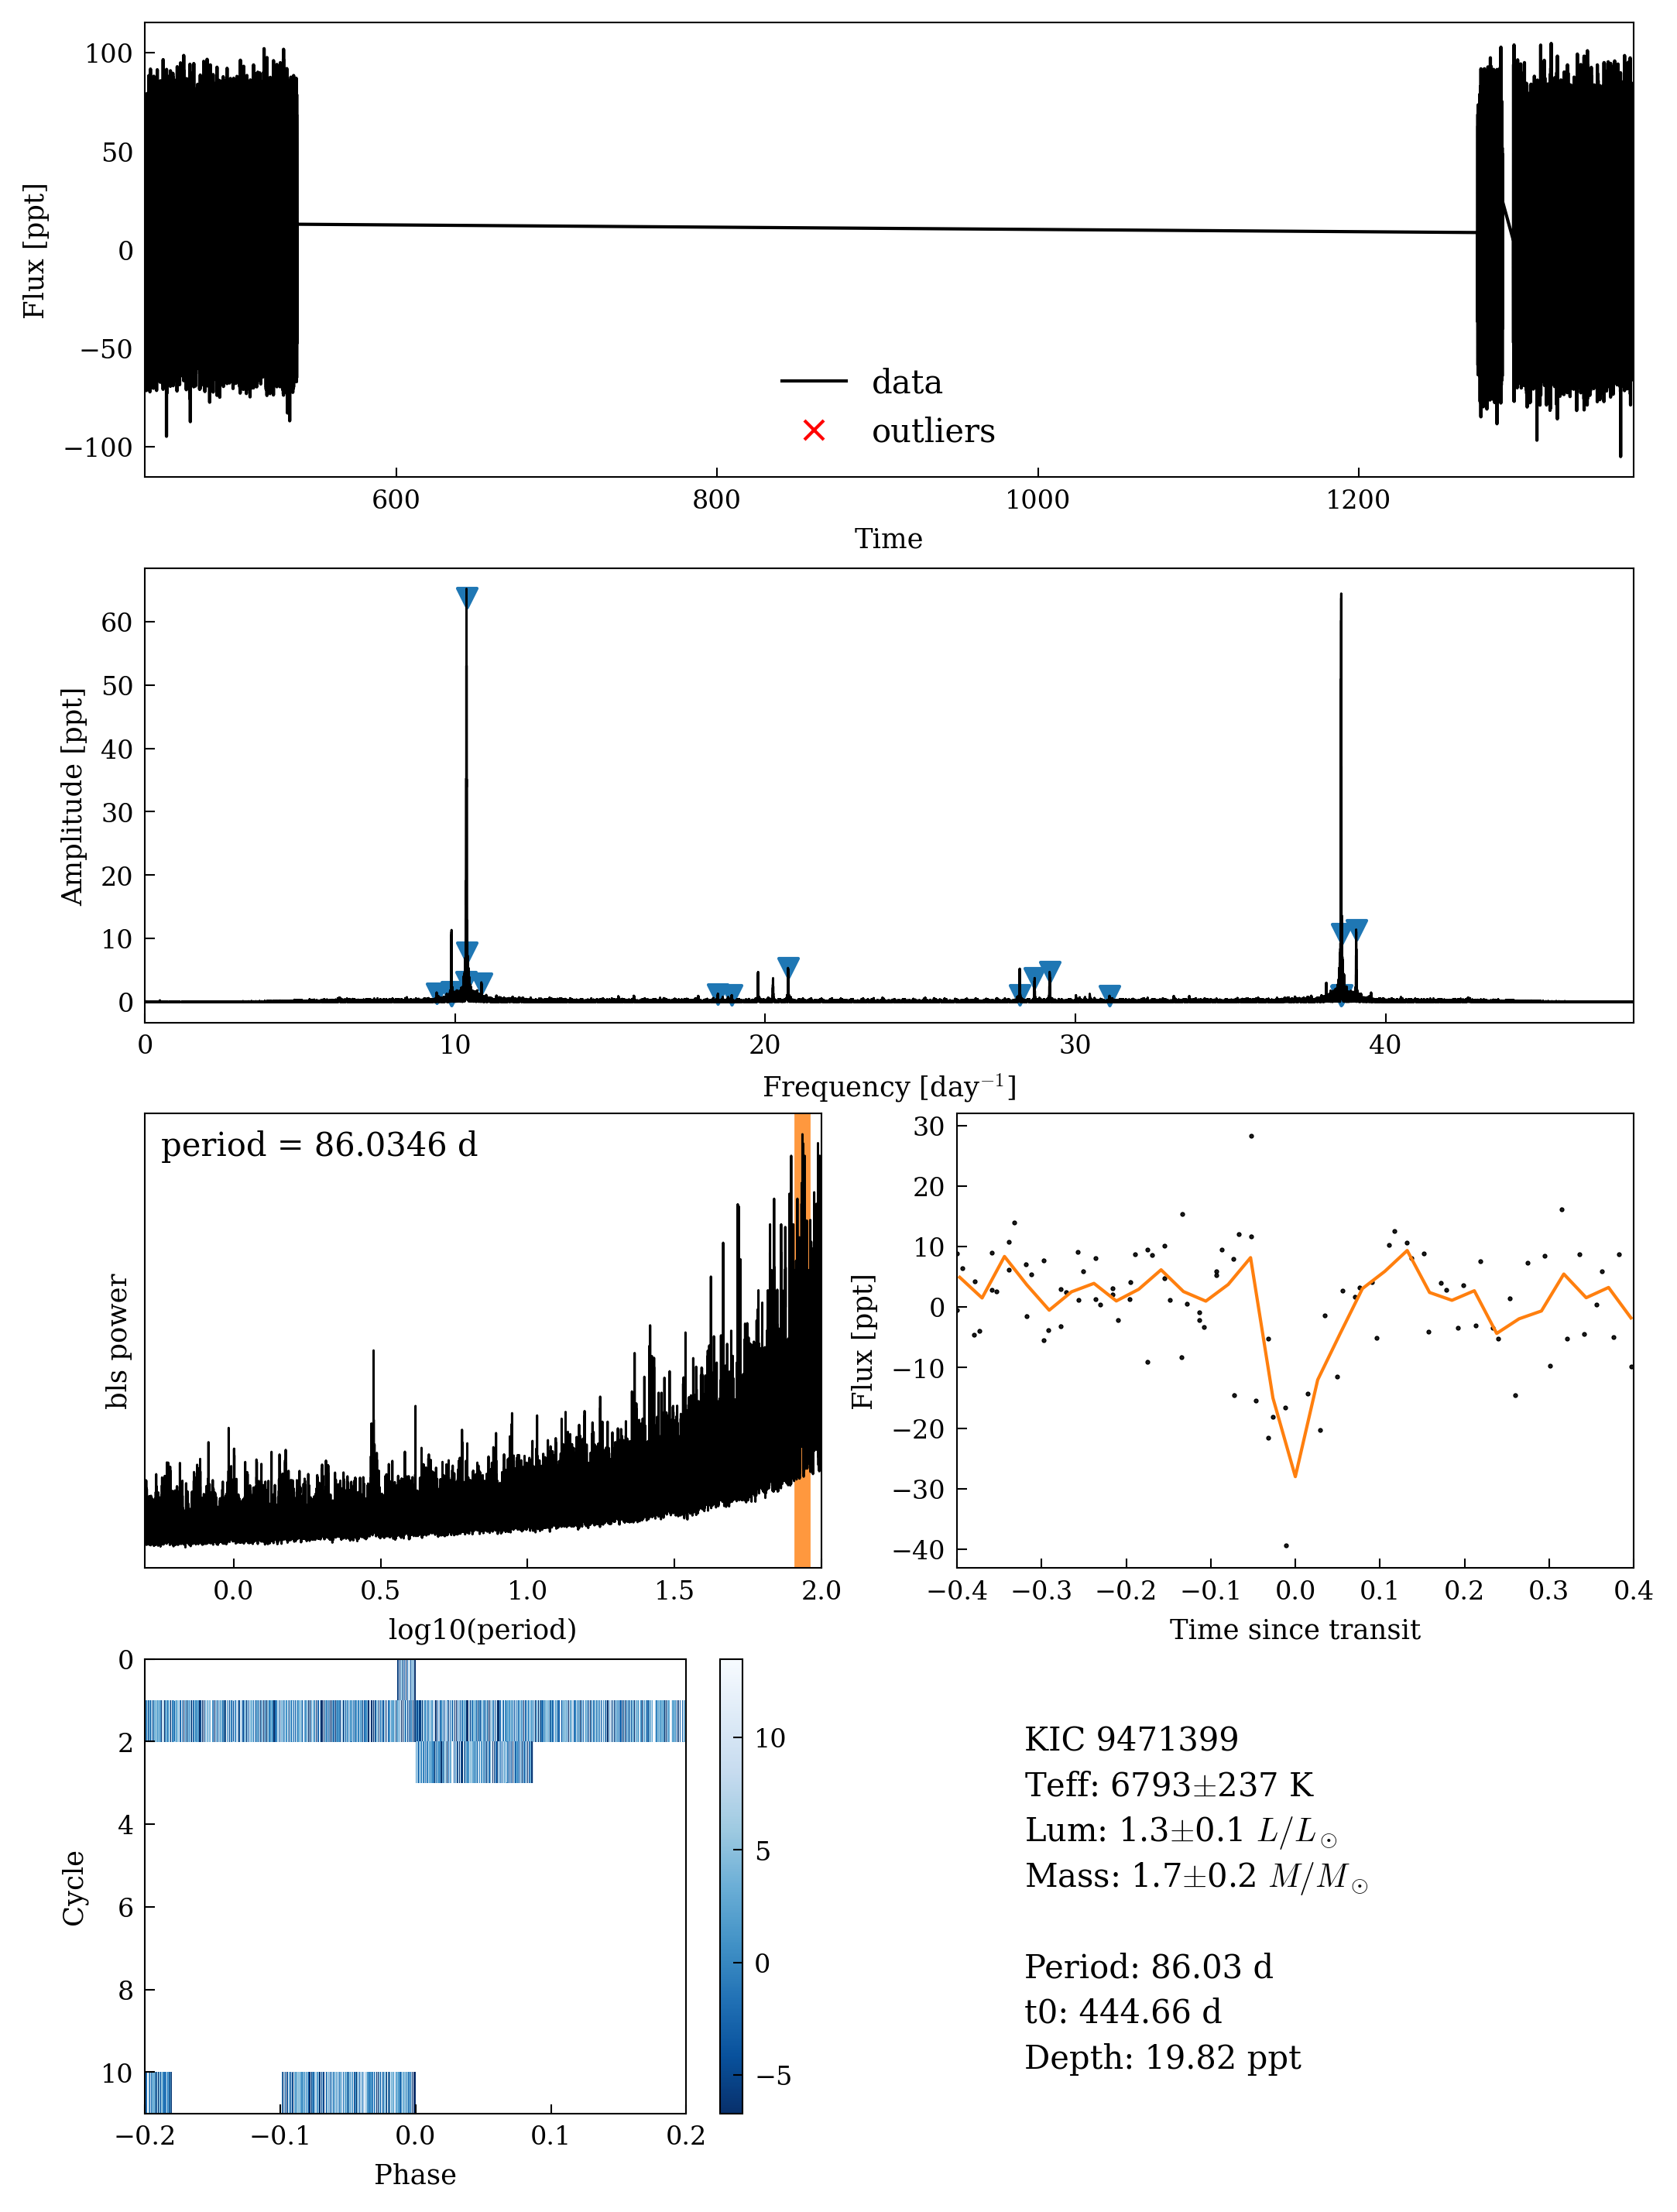 100
50
0
−50
−100
Flux [ppt]
data
outliers
600 800 1000 1200
Time
60
50
40
30
20
10
0
Amplitude [ppt]
0 10 20 30 40
Frequency [day⁻¹]
period = 86.0346 d
bls power
0.0 0.5 1.0 1.5 2.0
log10(period)
30
20
10
0
−10
−20
−30
−40
Flux [ppt]
−0.4 −0.3 −0.2 −0.1 0.0 0.1 0.2 0.3 0.4
Time since transit
0
2
4
6
8
10
Cycle
−0.2 −0.1 0.0 0.1 0.2
Phase
10
5
0
−5
KIC 9471399
Teff: 6793±237 K
Lum: 1.3±0.1 L/L☉
Mass: 1.7±0.2 M/M☉
Period: 86.03 d
t0: 444.66 d
Depth: 19.82 ppt